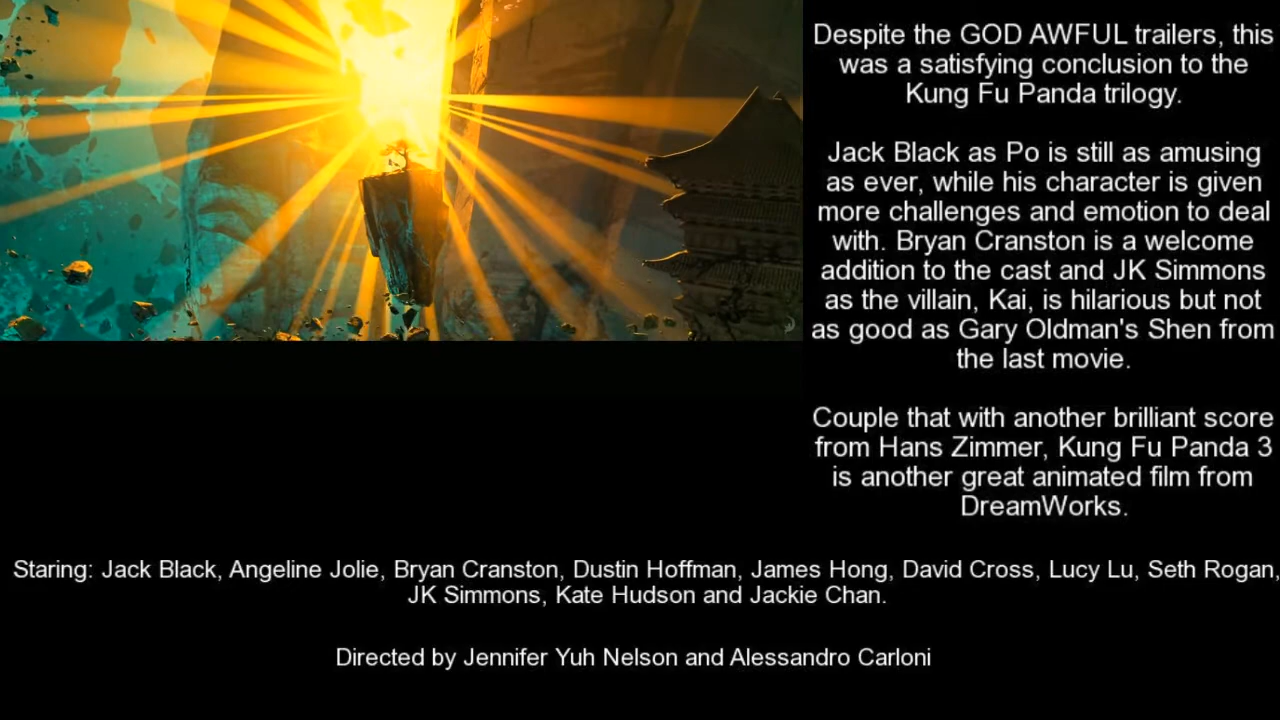 Despite the GOD AWFUL trailers, this
was a satisfying conclusion to the
Kung Fu Panda trilogy.
Jack Black as Po is still as amusing
as ever, while his character is given
more challenges and emotion to deal
with. Bryan Cranston is a welcome
addition to the cast and JK Simmons
as the villain, Kai, is hilarious but not
as good as Gary Oldman's Shen from
the last movie.
Couple that with another brilliant score
from Hans Zimmer, Kung Fu Panda 3
is another great animated film from
DreamWorks.
Staring: Jack Black, Angeline Jolie, Bryan Cranston, Dustin Hoffman, James Hong, David Cross, Lucy Lu, Seth Rogan,
JK Simmons, Kate Hudson and Jackie Chan.
Directed by Jennifer Yuh Nelson and Alessandro Carloni